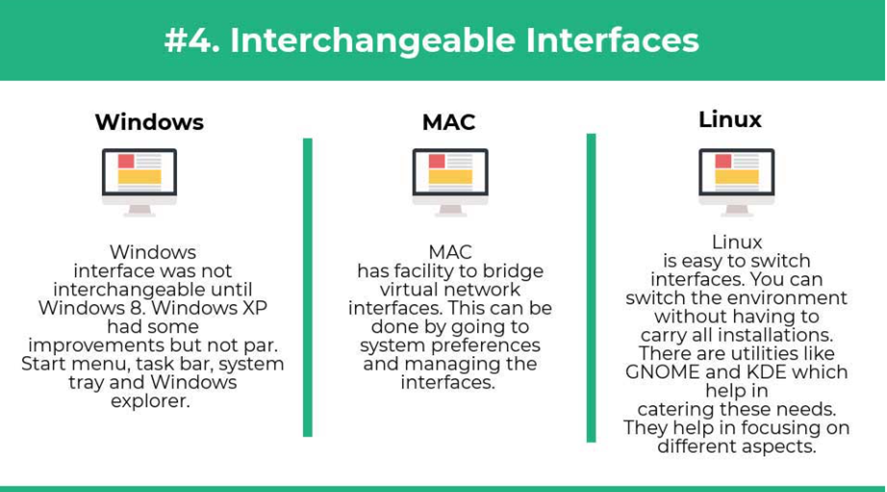 #4. Interchangeable Interfaces
Windows
Windows
interface was not
interchangeable until
Windows 8. Windows XP
had some
improvements but not par.
Start menu, task bar, system
tray and Windows
explorer.
MAC
MAC
has facility to bridge
virtual network
interfaces. This can be
done by going to
system preferences
and managing the
interfaces.
Linux
Linux
is easy to switch
interfaces. You can
switch the environment
without having to
carry all installations.
There are utilities like
GNOME and KDE which
help in
catering these needs.
They help in focusing on
different aspects.